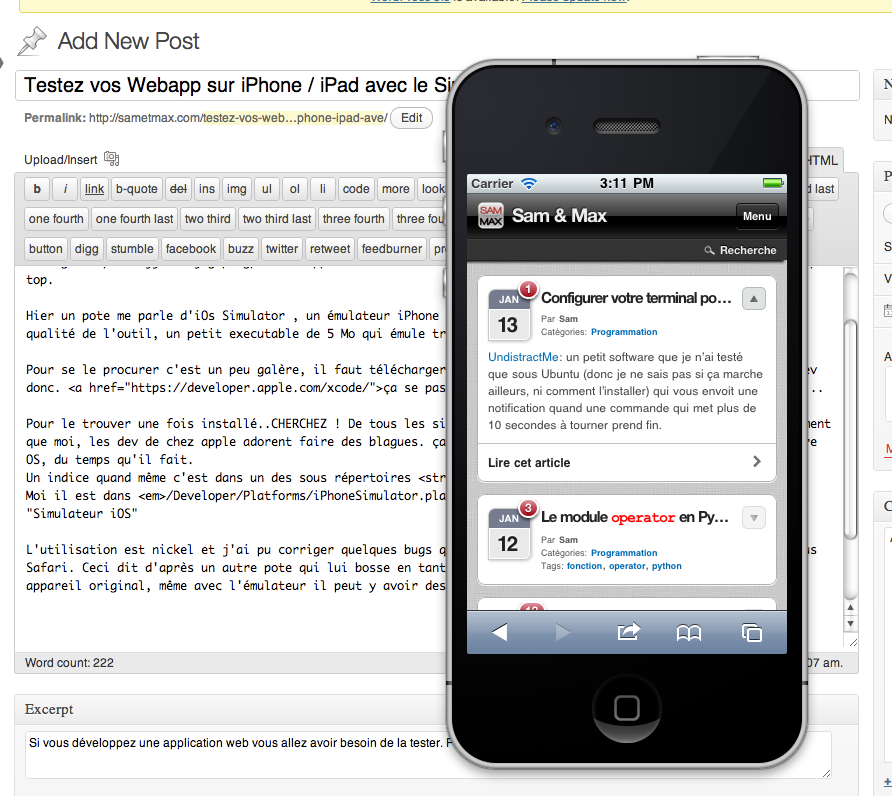 Add New Post
Testez vos Webapp sur iPhone / iPad avec le Si
Permalink: http://sametmax.com/testez-vos-web…phone-ipad-ave/ Edit
Upload/Insert
HTML
b i link b-quote del ins img ul ol li code more look
last
one fourth one fourth last two third two third last three fourth three fou
button digg stumble facebook buzz twitter retweet feedburner
top.
Hier un pote me parle d'iOs Simulator , un émulateur iPhone
qualité de l'outil, un petit executable de 5 Mo qui émule
Pour se le procurer c'est un peu galère, il faut télécharger
donc. <a href="https://developer.apple.com/xcode/">ça se pas
Pour le trouver une fois installé..CHERCHEZ ! De tous les
que moi, les dev de chez apple adorent faire des blagues.
OS, du temps qu'il fait.
Un indice quand même c'est dans un des sous répertoires <str
Moi il est dans <em>/Developer/Platforms/iPhoneSimulator.pla
"Simulateur iOS"
L'utilisation est nickel et j'ai pu corriger quelques bugs
Safari. Ceci dit d'après un autre pote qui lui bosse en tant
appareil original, même avec l'émulateur il peut y avoir des
Word count: 222
07 am.
Excerpt
Si vous développez une application web vous allez avoir besoin de la tester.
Carrier
3:11 PM
SAM
MAX
Sam & Max
Menu
Recherche
JAN
13
1
Configurer votre terminal po…
Par Sam
Catégories: Programmation
UndistractMe: un petit software que je n'ai testé
que sous Ubuntu (donc je ne sais pas si ça marche
ailleurs, ni comment l'installer) qui vous envoit une
notification quand une commande qui met plus de
10 secondes à tourner prend fin.
Lire cet article
JAN
12
3
Le module operator en Py…
Par Sam
Catégories: Programmation
Tags: fonction, operator, python